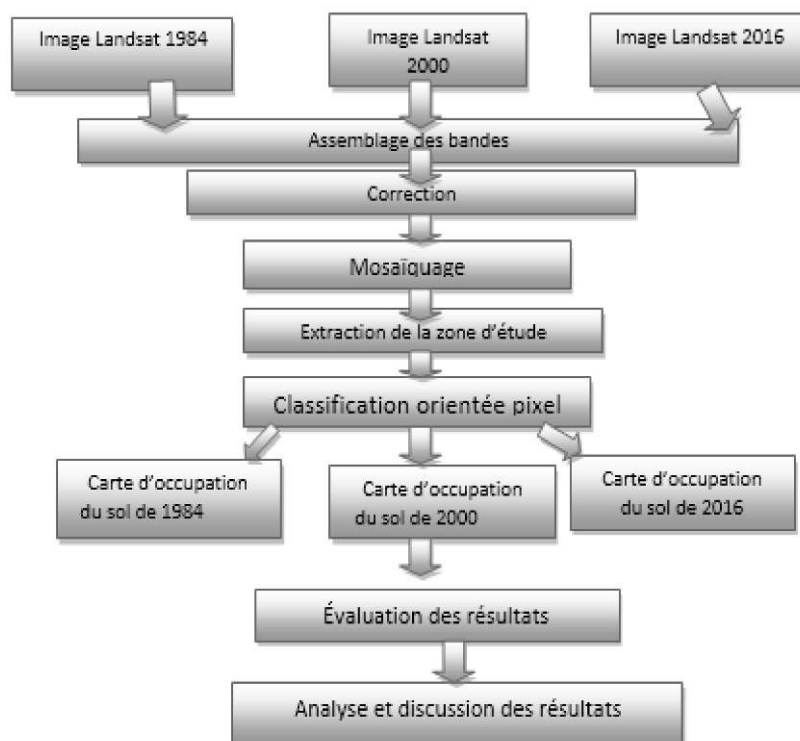 Image Landsat 1984
Image Landsat
2000
Image Landsat 2016
Assemblage des bandes
Correction
Mosaïquage
Extraction de la zone d'étude
Classification orientée pixel
Carte d'occupation
du sol de 1984
Carte d'occupation
du sol de 2000
Carte d'occupation
du sol de 2016
Évaluation des résultats
Analyse et discussion des résultats